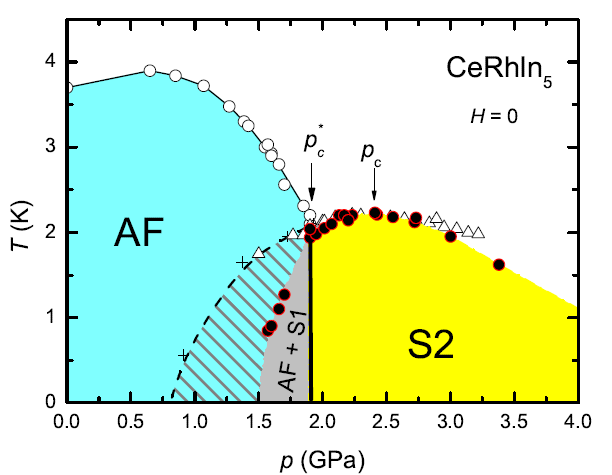 4
3
2
1
0
T (K)
CeRhIn₅
H = 0
p*c
pc
AF
AF + S1
S2
0.0 0.5 1.0 1.5 2.0 2.5 3.0 3.5 4.0
p (GPa)